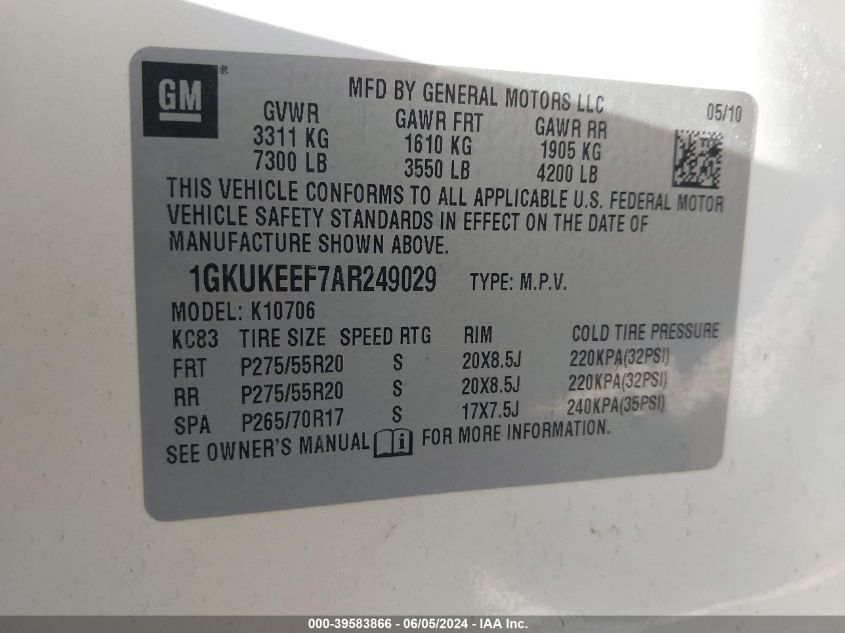 GM ®
MFD BY GENERAL MOTORS LLC
05/10
GVWR GAWR FRT GAWR RR
3311 KG 1610 KG 1905 KG
7300 LB 3550 LB 4200 LB
THIS VEHICLE CONFORMS TO ALL APPLICABLE U.S. FEDERAL MOTOR
VEHICLE SAFETY STANDARDS IN EFFECT ON THE DATE OF
MANUFACTURE SHOWN ABOVE.
1GKUKEEF7AR249029 TYPE: M.P.V.
MODEL: K10706
KC83 TIRE SIZE SPEED RTG RIM COLD TIRE PRESSURE
FRT P275/55R20 S 20X8.5J 220KPA(32PSI)
RR P275/55R20 S 20X8.5J 220KPA(32PSI)
SPA P265/70R17 S 17X7.5J 240KPA(35PSI)
SEE OWNER'S MANUAL i FOR MORE INFORMATION.
000-39583866 - 06/05/2024 - IAA Inc.